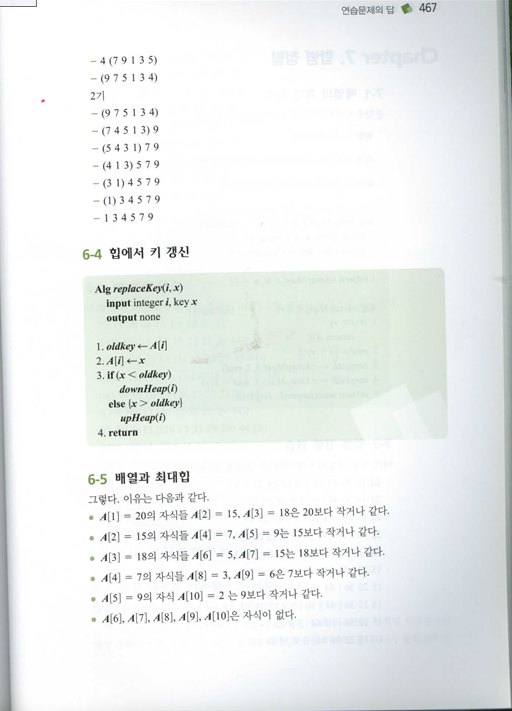 연습문제의 답 467
– 4 (7 9 1 3 5)
– (9 7 5 1 3 4)
2기
– (9 7 5 1 3 4)
– (7 4 5 1 3) 9
– (5 4 3 1) 7 9
– (4 1 3) 5 7 9
– (3 1) 4 5 7 9
– (1) 3 4 5 7 9
– 1 3 4 5 7 9
6-4 힙에서 키 갱신
Alg replaceKey(i, x)
input integer i, key x
output none
1. oldkey ← A[i]
2. A[i] ← x
3. if (x < oldkey)
downHeap(i)
else {x > oldkey}
upHeap(i)
4. return
6-5 배열과 최대힙
그렇다. 이유는 다음과 같다.
• A[1] = 20의 자식들 A[2] = 15, A[3] = 18은 20보다 작거나 같다.
• A[2] = 15의 자식들 A[4] = 7, A[5] = 9는 15보다 작거나 같다.
• A[3] = 18의 자식들 A[6] = 5, A[7] = 15는 18보다 작거나 같다.
• A[4] = 7의 자식들 A[8] = 3, A[9] = 6은 7보다 작거나 같다.
• A[5] = 9의 자식 A[10] = 2 는 9보다 작거나 같다.
• A[6], A[7], A[8], A[9], A[10]은 자식이 없다.